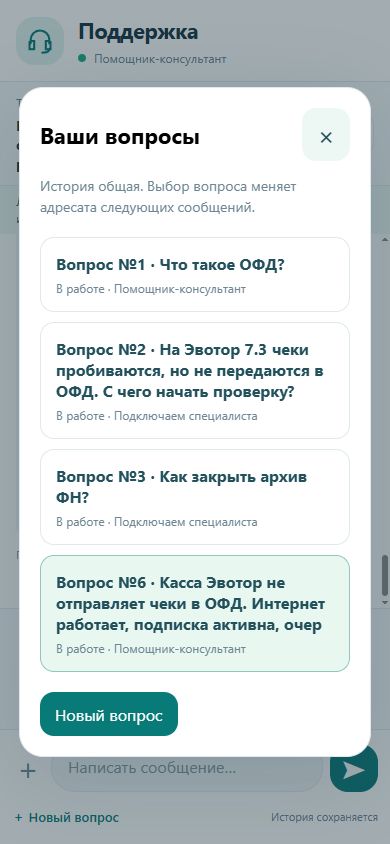 Поддержка
Помощник-консультант
Ваши вопросы
×
История общая. Выбор вопроса меняет
адресата следующих сообщений.
Вопрос №1 · Что такое ОФД?
В работе · Помощник-консультант
Вопрос №2 · На Эвотор 7.3 чеки
пробиваются, но не передаются в
ОФД. С чего начать проверку?
В работе · Подключаем специалиста
Вопрос №3 · Как закрыть архив
ФН?
В работе · Подключаем специалиста
Вопрос №6 · Касса Эвотор не
отправляет чеки в ОФД. Интернет
работает, подписка активна, очер
В работе · Помощник-консультант
Новый вопрос
Написать сообщение...
+ Новый вопрос
История сохраняется